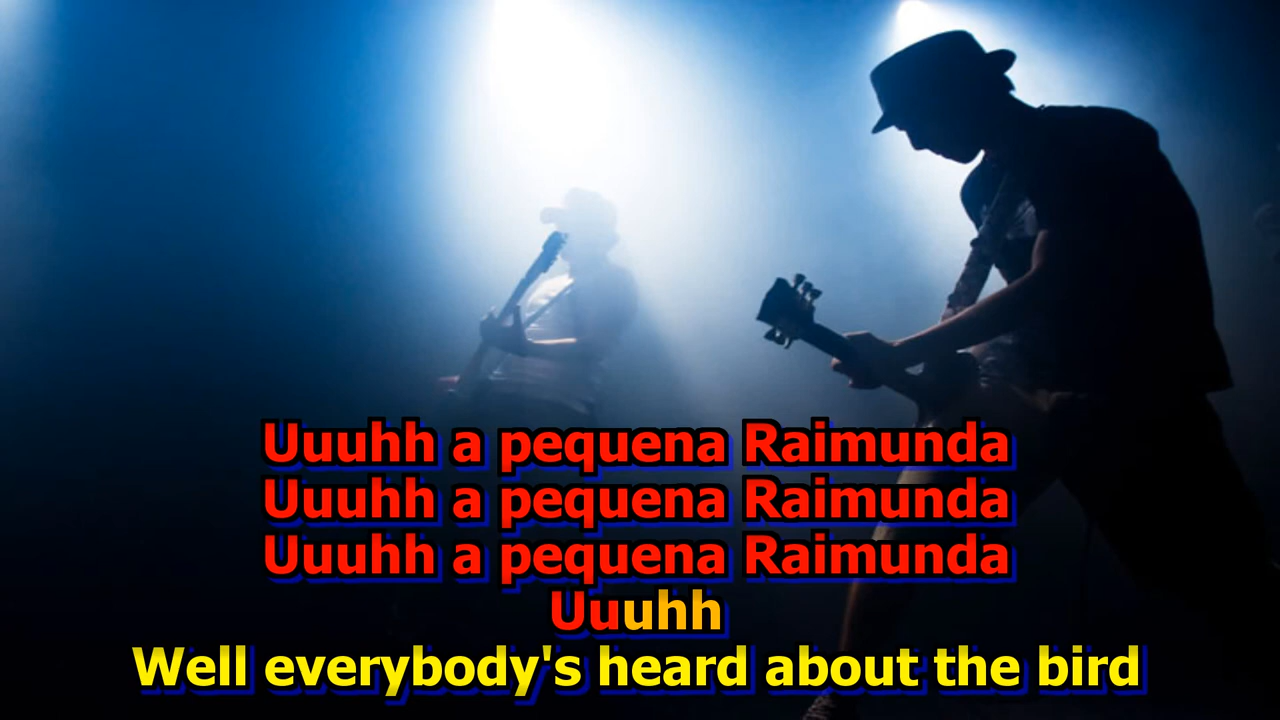 Uuuhh a pequena Raimunda
Uuuhh a pequena Raimunda
Uuuhh a pequena Raimunda
Uuuhh
Well everybody's heard about the bird